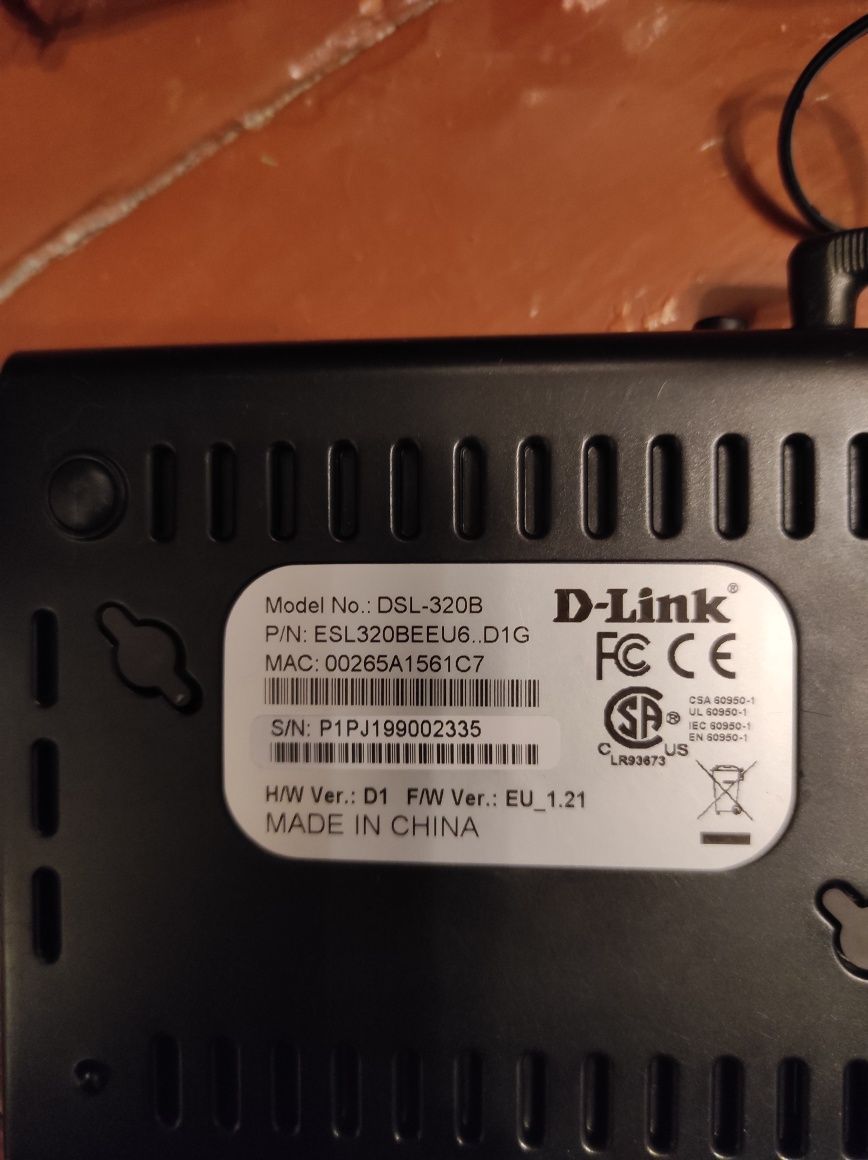 Model No.: DSL-320B
D-Link®
P/N: ESL320BEEU6..D1G
MAC: 00265A1561C7
FC CE
S/N: P1PJ199002335
CSA ®
C US
LR93673
CSA 60950-1
UL 60950-1
IEC 60950-1
EN 60950-1
H/W Ver.: D1 F/W Ver.: EU_1.21
MADE IN CHINA